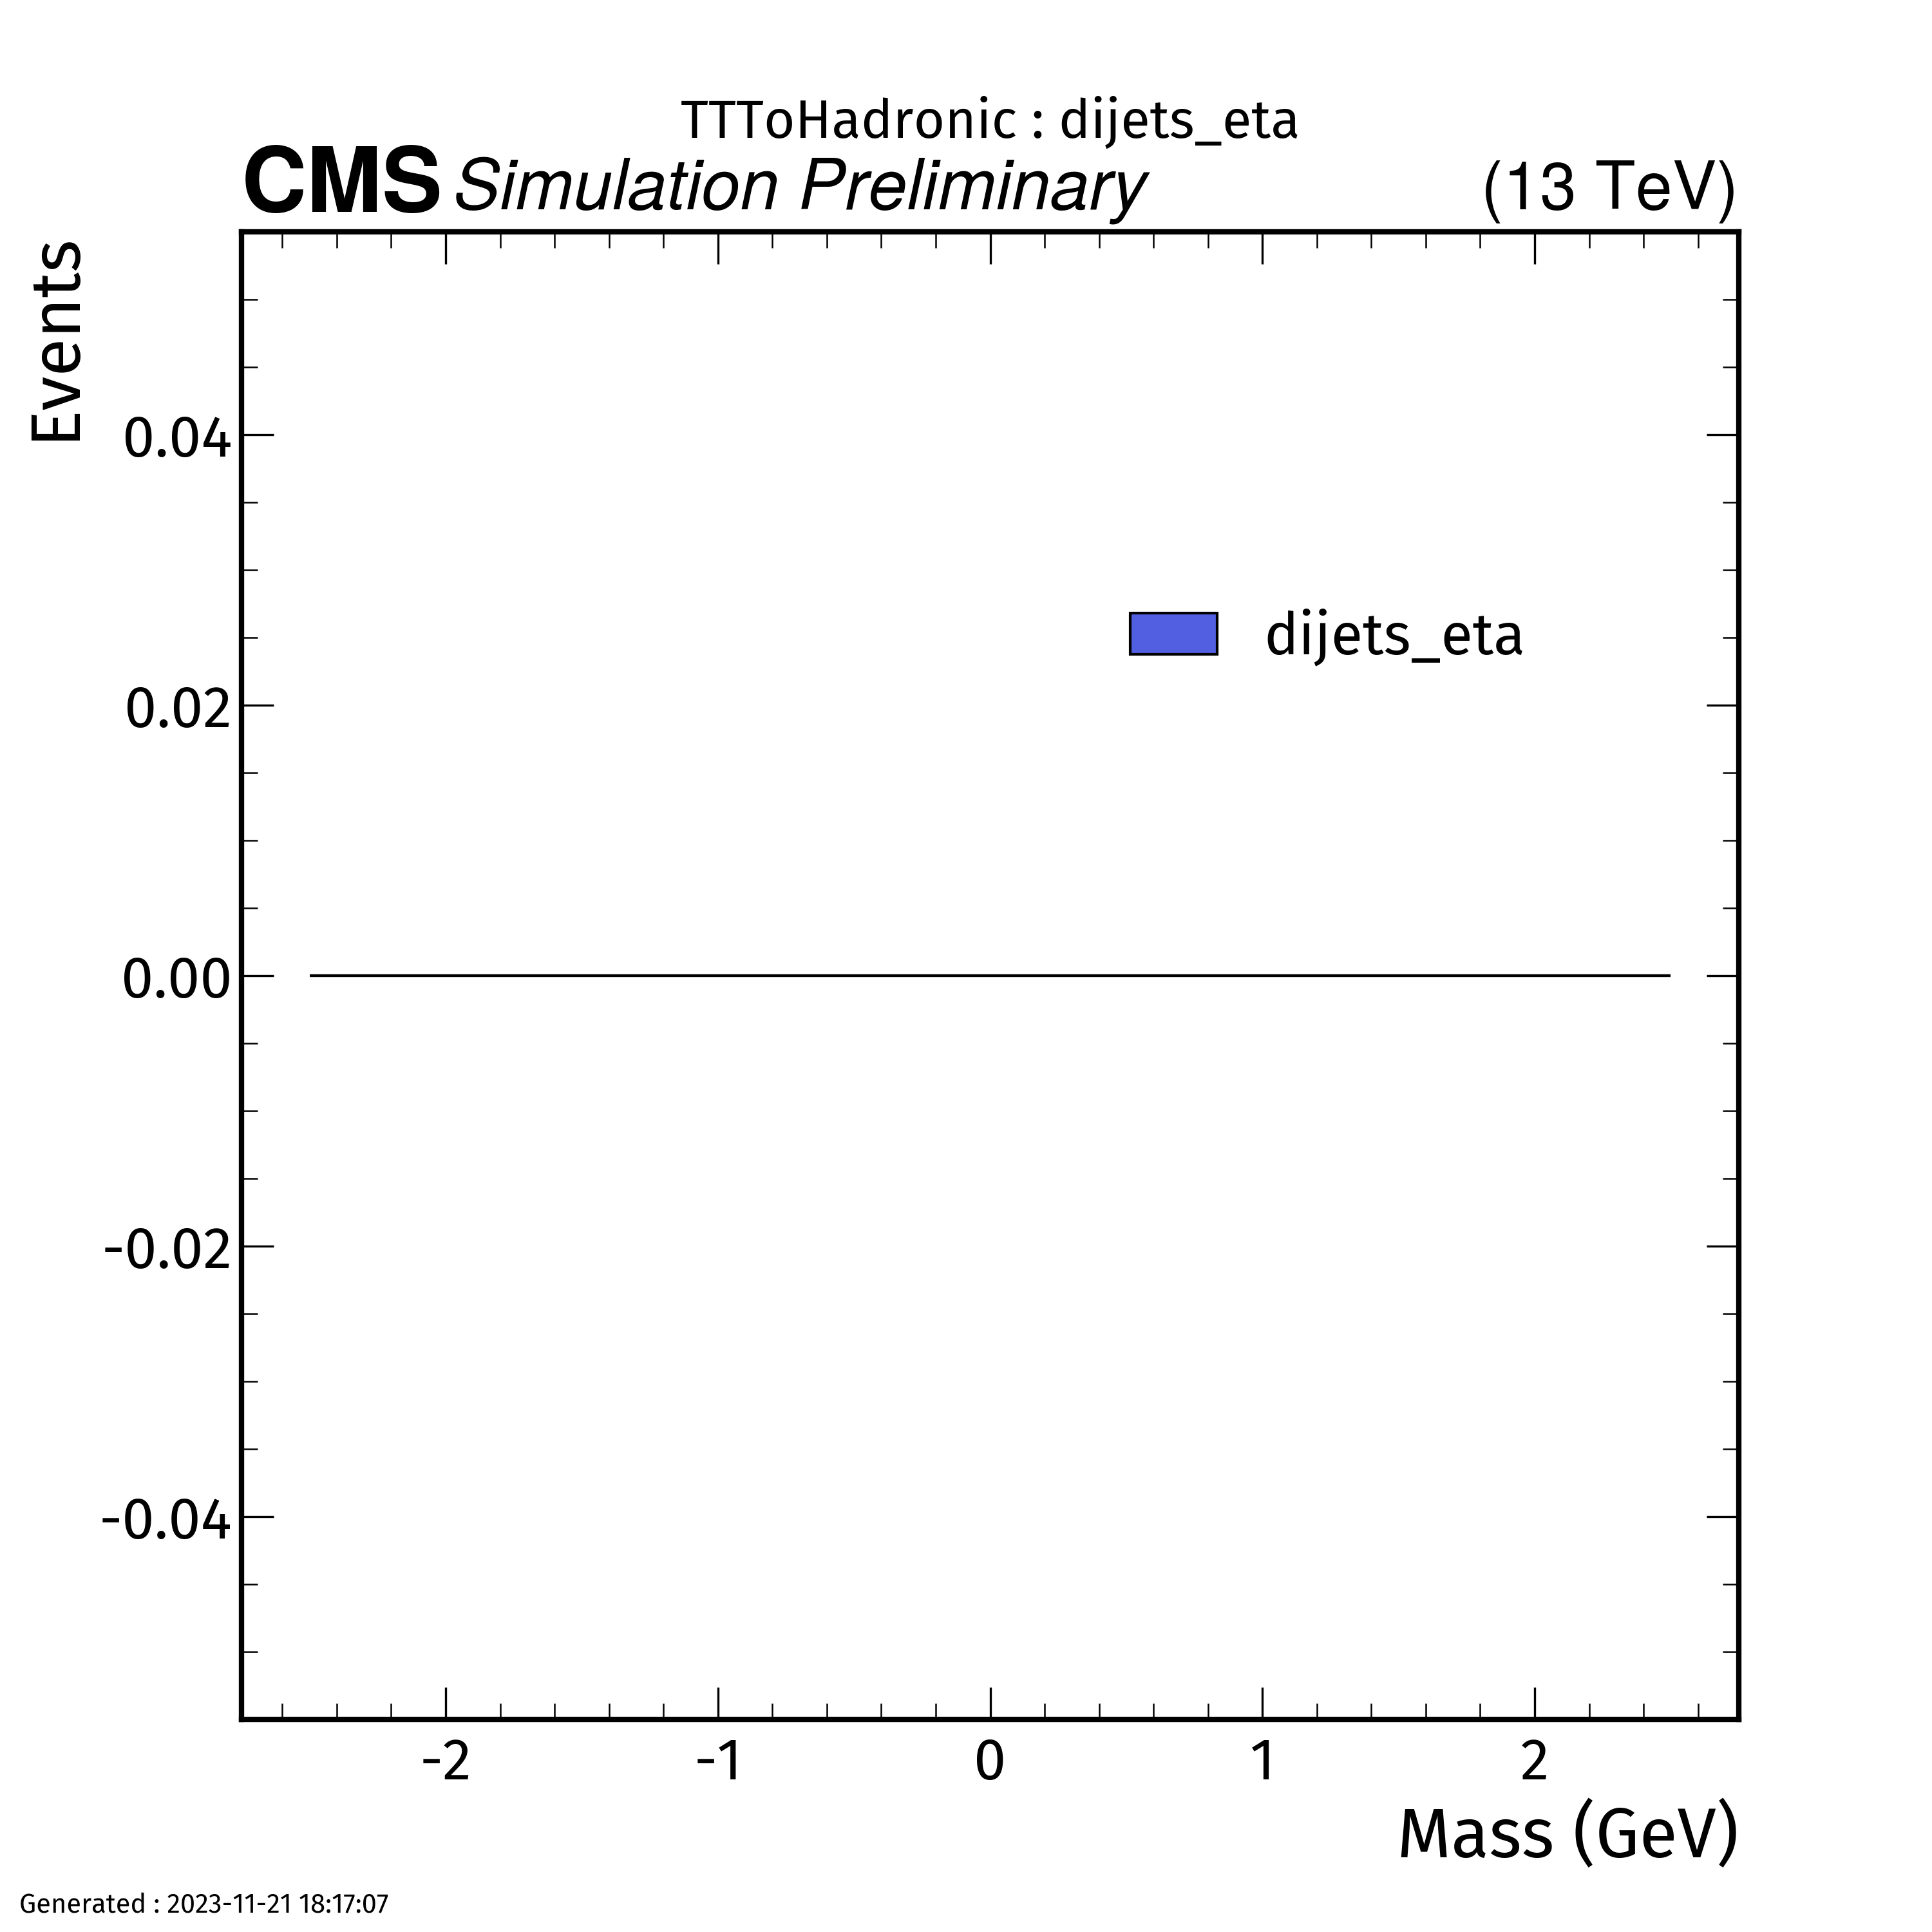 TTToHadronic : dijets_eta
CMS Simulation Preliminary (13 TeV)
Events
0.04
dijets_eta
0.02
0.00
-0.02
-0.04
-2 -1 0 1 2
Mass (GeV)
Generated : 2023-11-21 18:17:07